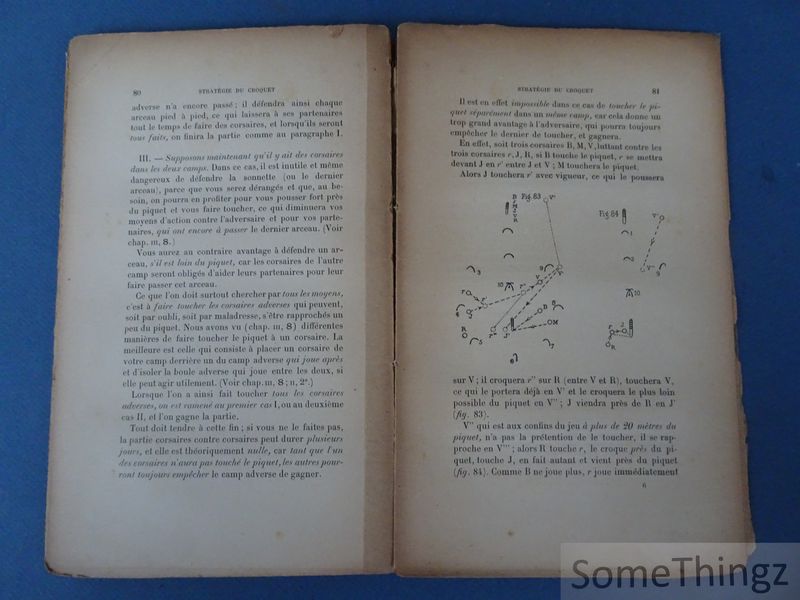 80 STRATÉGIE DU CROQUET
adverse n'a encore passé ; il défendra ainsi chaque
arceau pied à pied, ce qui laissera à ses partenaires
tout le temps de faire des corsaires, et lorsqu'ils seront
tous faits, on finira la partie comme au paragraphe I.
III. — Supposons maintenant qu'il y ait des corsaires
dans les deux camps. Dans ce cas, il est inutile et même
dangereux de défendre la sonnette (ou le dernier
arceau), parce que vous serez dérangés et que, au be-
soin, on pourra en profiter pour vous pousser fort près
du piquet et vous faire toucher, ce qui diminuera vos
moyens d'action contre l'adversaire et pour vos parte-
naires, qui ont encore à passer le dernier arceau. (Voir
chap. III, 8.)
Vous aurez au contraire avantage à défendre un ar-
ceau, s'il est loin du piquet, car les corsaires de l'autre
camp seront obligés d'aider leurs partenaires pour leur
faire passer cet arceau.
Ce que l'on doit surtout chercher par tous les moyens,
c'est à faire toucher les corsaires adverses qui peuvent,
soit par oubli, soit par maladresse, s'être rapprochés un
peu du piquet. Nous avons vu (chap. III, 8) différentes
manières de faire toucher le piquet à un corsaire. La
meilleure est celle qui consiste à placer un corsaire de
votre camp derrière un du camp adverse qui joue après
et d'isoler la boule adverse qui joue entre les deux, si
elle peut agir utilement. (Voir chap. III, 8 ; II, 2°.)
Lorsque l'on a ainsi fait toucher tous les corsaires
adverses, on est ramené au premier cas I, ou au deuxième
cas II, et l'on gagne la partie.
Tout doit tendre à cette fin ; si vous ne le faites pas,
la partie corsaires contre corsaires peut durer plusieurs
jours, et elle est théoriquement nulle, car tant que l'un
des corsaires n'aura pas touché le piquet, les autres pour-
ront toujours empêcher le camp adverse de gagner.
STRATÉGIE DU CROQUET 81
Il est en effet impossible dans ce cas de toucher le pi-
quet séparément dans un même camp, car cela donne un
trop grand avantage à l'adversaire, qui pourra toujours
empêcher le dernier de toucher, et gagnera.
En effet, soit trois corsaires B, M, V, luttant contre les
trois corsaires r, J, R, si B touche le piquet, r se mettra
devant J en r' entre J et V ; M touchera le piquet.
Alors J touchera r' avec vigueur, ce qui le poussera
Fig. 83
Fig. 84
sur V ; il croquera r'' sur R (entre V et R), touchera V,
ce qui le portera déjà en V' et le croquera le plus loin
possible du piquet en V'' ; J viendra près de R en J'
(fig. 83).
V'' qui est aux confins du jeu à plus de 20 mètres du
piquet, n'a pas la prétention de le toucher, il se rap-
proche en V''' ; alors R touche r, le croque près du pi-
quet, touche J, en fait autant et vient près du piquet
(fig. 84). Comme B ne joue plus, r joue immédiatement
6
SomeThingz